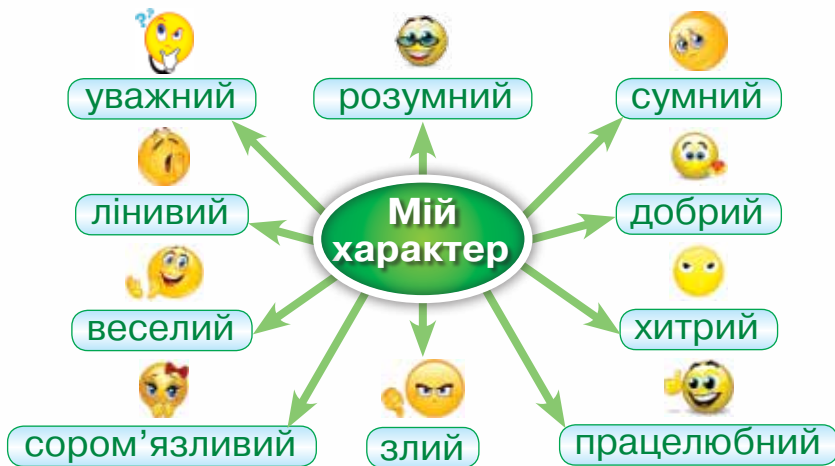 уважний
розумний
сумний
лінивий
Мій
характер
добрий
веселий
хитрий
сором’язливий
злий
працелюбний